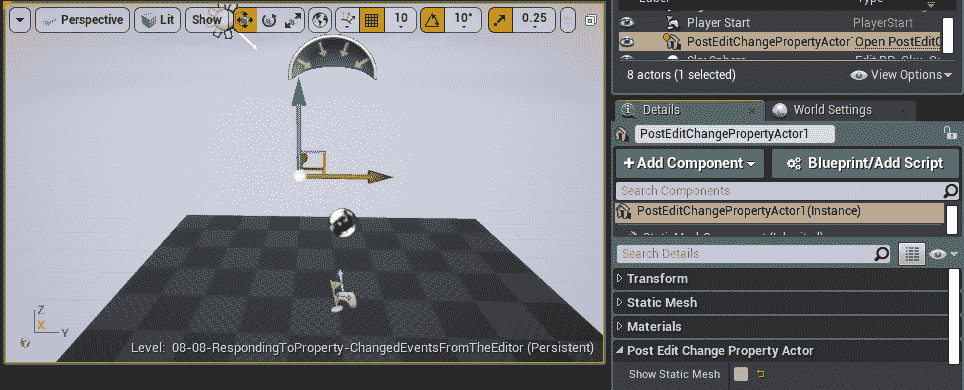 Perspective Lit Show 10 10° 0.25
Z
X
Y
Level: 08-08-RespondingToProperty-ChangedEventsFromTheEditor (Persistent)
Player Start PlayerStart
PostEditChangePropertyActor Open PostEditC
8 actors (1 selected) View Options
Details World Settings
PostEditChangePropertyActor1
+Add Component Blueprint/Add Script
Search Components
PostEditChangePropertyActor1(Instance)
Search Details
Transform
Static Mesh
Materials
Post Edit Change Property Actor
Show Static Mesh